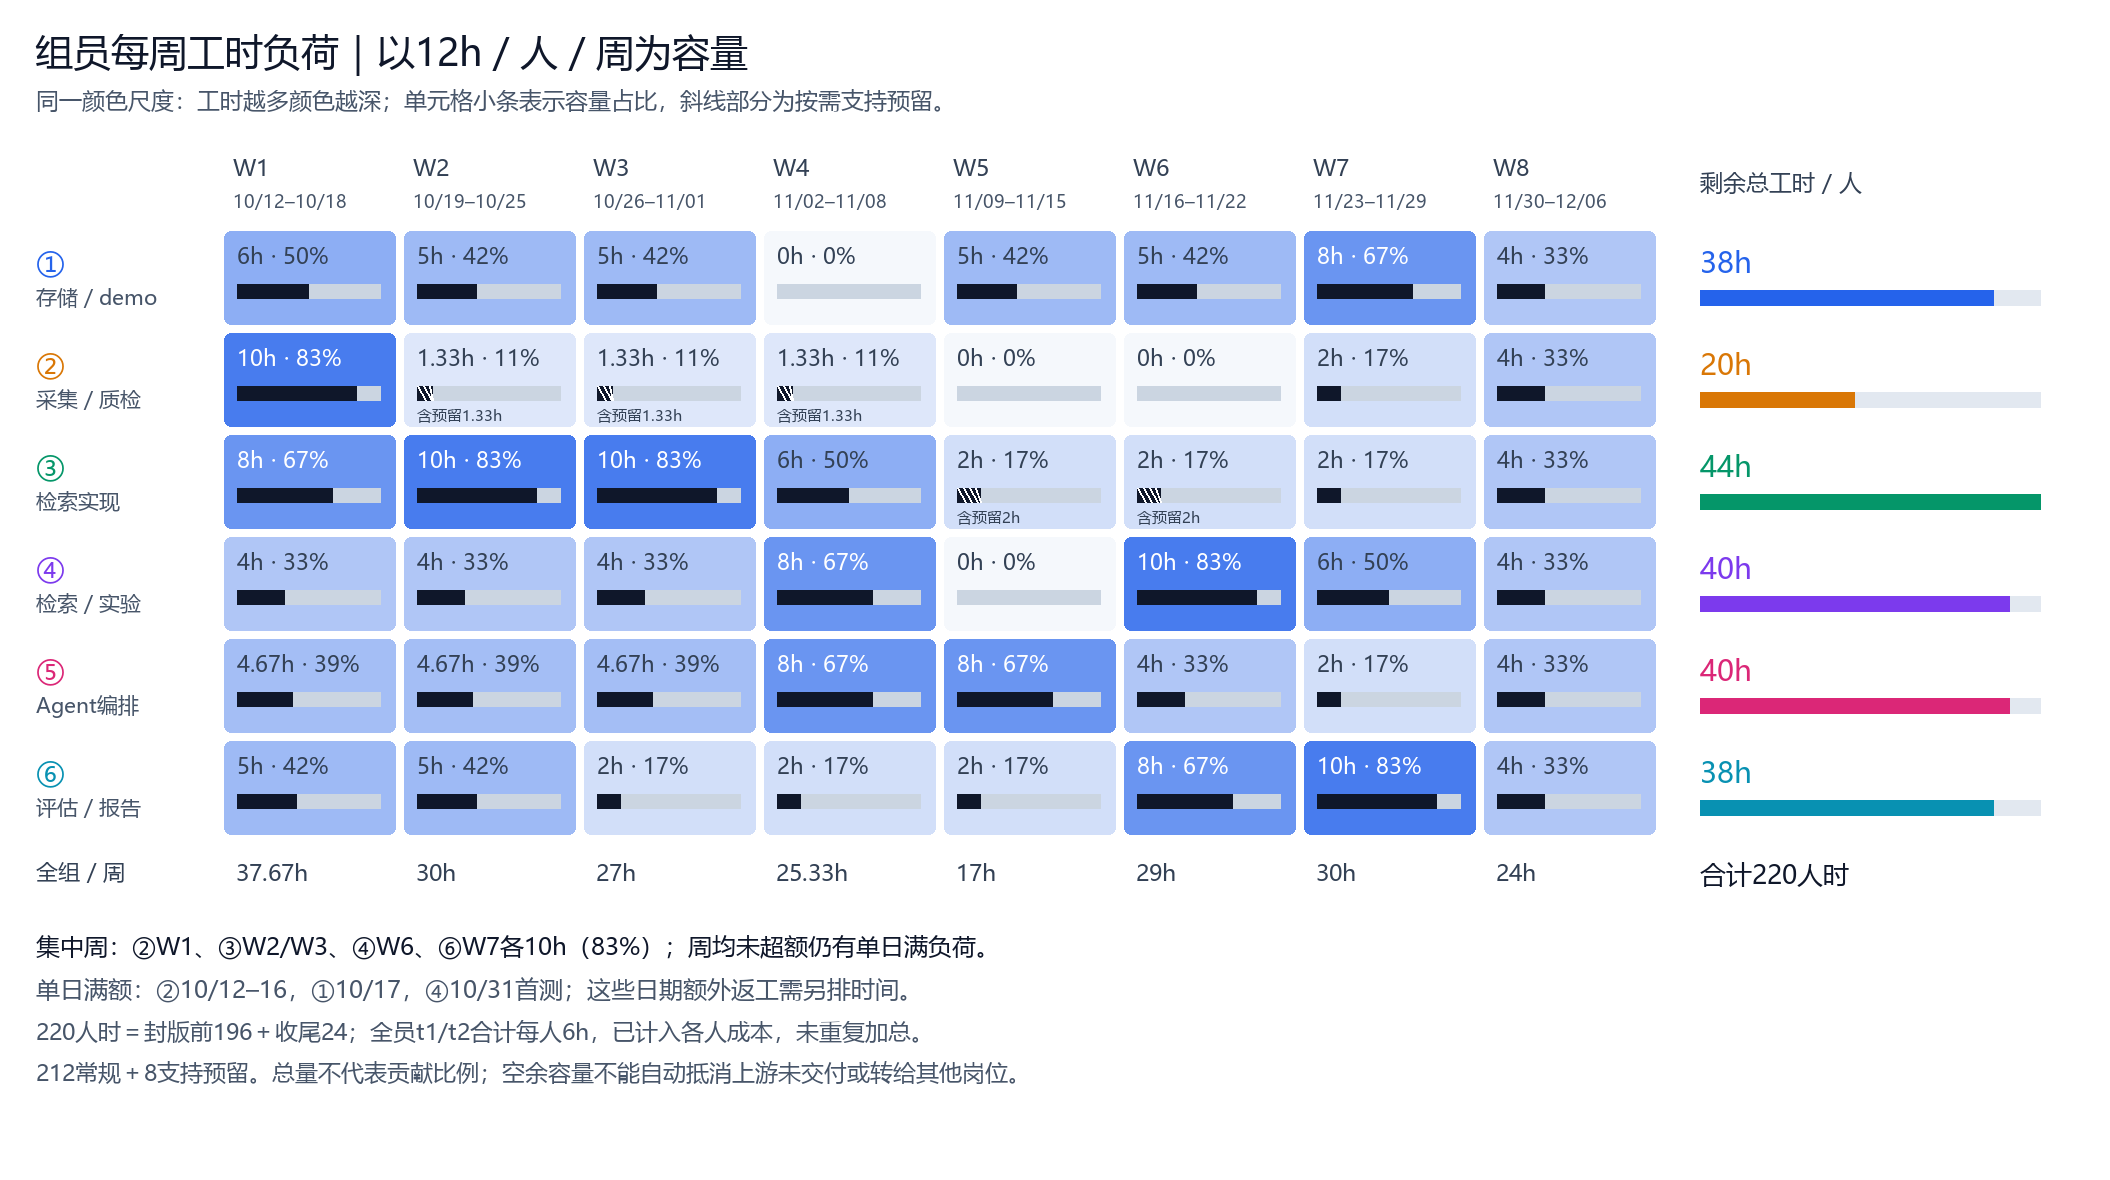 组员每周工时负荷 | 以12h / 人 / 周为容量
同一颜色尺度：工时越多颜色越深；单元格小条表示容量占比，斜线部分为按需支持预留。
W1 W2 W3 W4 W5 W6 W7 W8
10/12–10/18 10/19–10/25 10/26–11/01 11/02–11/08 11/09–11/15 11/16–11/22 11/23–11/29 11/30–12/06
剩余总工时 / 人
①
存储 / demo
6h · 50% 5h · 42% 5h · 42% 0h · 0% 5h · 42% 5h · 42% 8h · 67% 4h · 33%
38h
②
采集 / 质检
10h · 83% 1.33h · 11% 1.33h · 11% 1.33h · 11% 0h · 0% 0h · 0% 2h · 17% 4h · 33%
含预留1.33h 含预留1.33h 含预留1.33h
20h
③
检索实现
8h · 67% 10h · 83% 10h · 83% 6h · 50% 2h · 17% 2h · 17% 2h · 17% 4h · 33%
含预留2h 含预留2h
44h
④
检索 / 实验
4h · 33% 4h · 33% 4h · 33% 8h · 67% 0h · 0% 10h · 83% 6h · 50% 4h · 33%
40h
⑤
Agent编排
4.67h · 39% 4.67h · 39% 4.67h · 39% 8h · 67% 8h · 67% 4h · 33% 2h · 17% 4h · 33%
40h
⑥
评估 / 报告
5h · 42% 5h · 42% 2h · 17% 2h · 17% 2h · 17% 8h · 67% 10h · 83% 4h · 33%
38h
全组 / 周 37.67h 30h 27h 25.33h 17h 29h 30h 24h 合计220人时
集中周：②W1、③W2/W3、④W6、⑥W7各10h（83%）；周均未超额仍有单日满负荷。
单日满额：②10/12–16，①10/17，④10/31首测；这些日期额外返工需另排时间。
220人时＝封版前196＋收尾24；全员t1/t2合计每人6h，已计入各人成本，未重复加总。
212常规＋8支持预留。总量不代表贡献比例；空余容量不能自动抵消上游未交付或转给其他岗位。